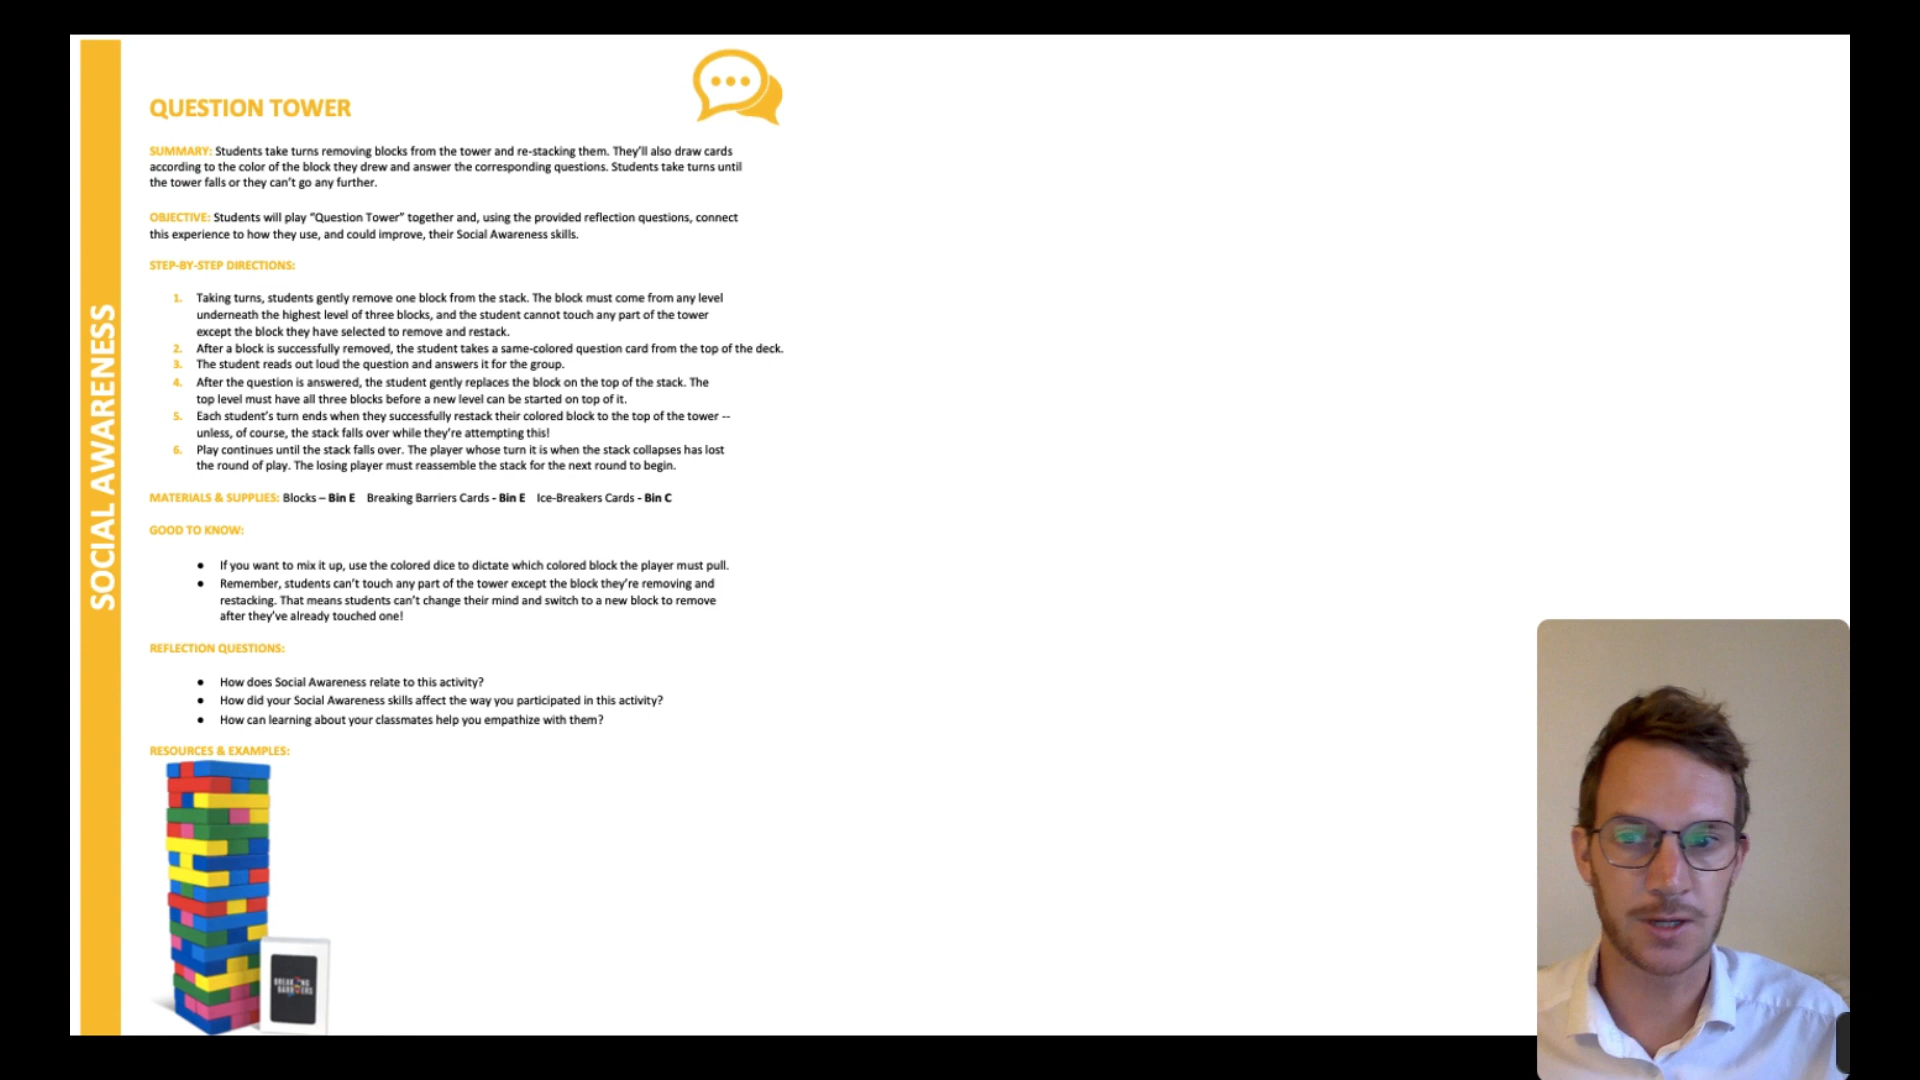 SOCIAL AWARENESS
QUESTION TOWER
SUMMARY: Students take turns removing blocks from the tower and re-stacking them. They'll also draw cards
according to the color of the block they drew and answer the corresponding questions. Students take turns until
the tower falls or they can't go any further.
OBJECTIVE: Students will play "Question Tower" together and, using the provided reflection questions, connect
this experience to how they use, and could improve, their Social Awareness skills.
STEP-BY-STEP DIRECTIONS:
1. Taking turns, students gently remove one block from the stack. The block must come from any level
underneath the highest level of three blocks, and the student cannot touch any part of the tower
except the block they have selected to remove and restack.
2. After a block is successfully removed, the student takes a same-colored question card from the top of the deck.
3. The student reads out loud the question and answers it for the group.
4. After the question is answered, the student gently replaces the block on the top of the stack. The
top level must have all three blocks before a new level can be started on top of it.
5. Each student's turn ends when they successfully restack their colored block to the top of the tower --
unless, of course, the stack falls over while they're attempting this!
6. Play continues until the stack falls over. The player whose turn it is when the stack collapses has lost
the round of play. The losing player must reassemble the stack for the next round to begin.
MATERIALS & SUPPLIES: Blocks – Bin E Breaking Barriers Cards - Bin E Ice-Breakers Cards - Bin C
GOOD TO KNOW:
● If you want to mix it up, use the colored dice to dictate which colored block the player must pull.
● Remember, students can't touch any part of the tower except the block they're removing and
restacking. That means students can't change their mind and switch to a new block to remove
after they've already touched one!
REFLECTION QUESTIONS:
● How does Social Awareness relate to this activity?
● How did your Social Awareness skills affect the way you participated in this activity?
● How can learning about your classmates help you empathize with them?
RESOURCES & EXAMPLES:
BREAKING
BARRIERS